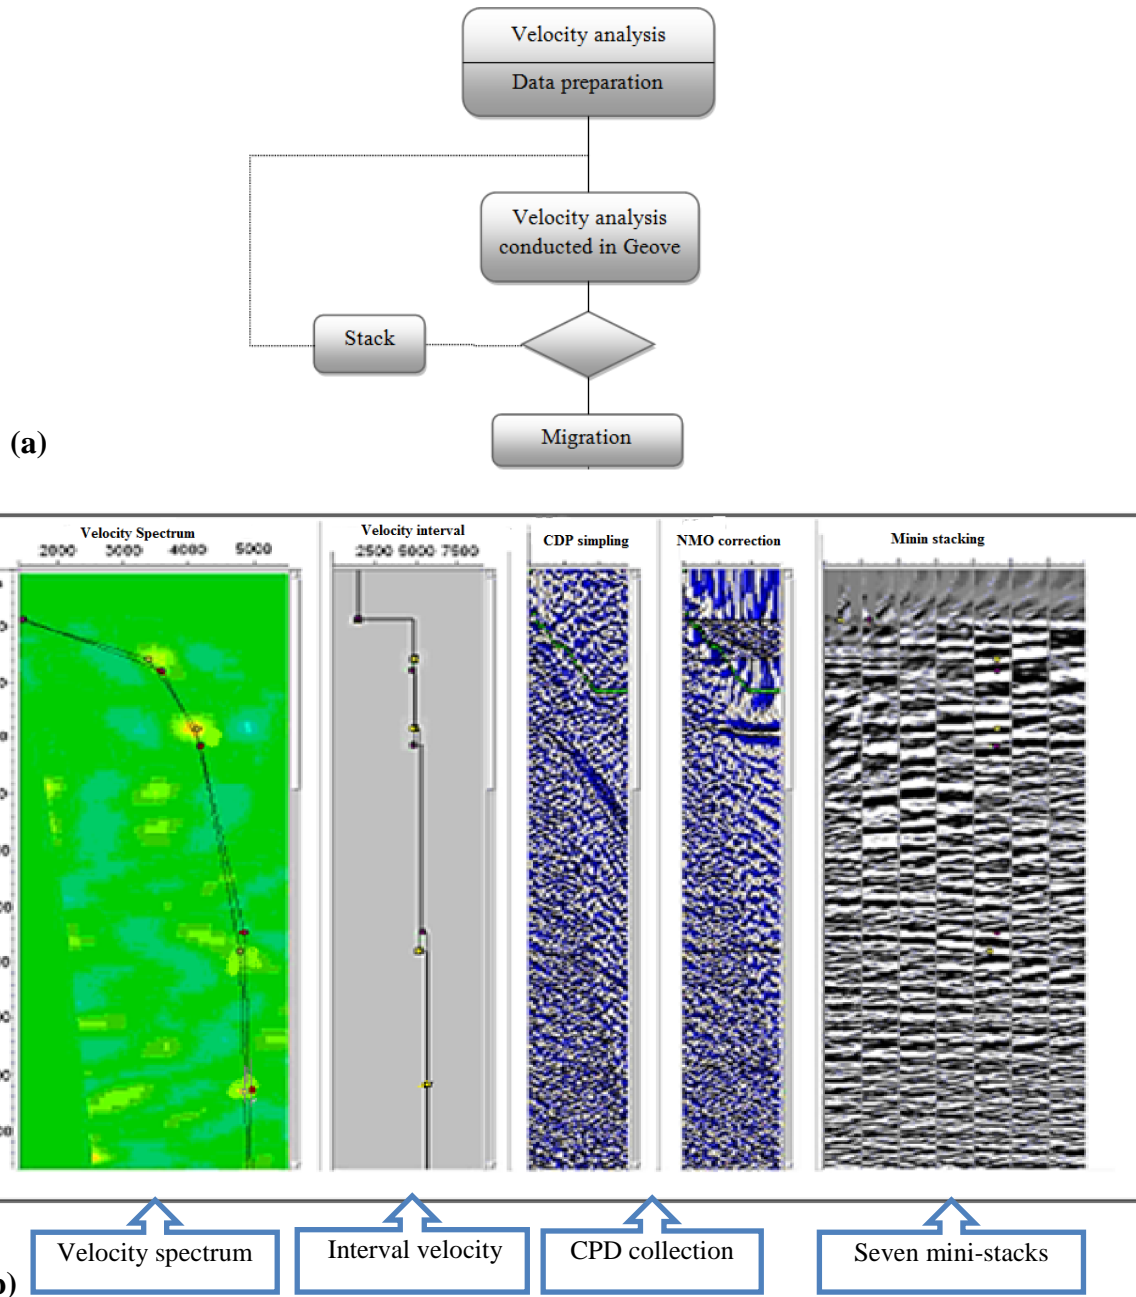 Velocity analysis
Data preparation
Velocity analysis
conducted in Geove
Stack
Migration
(a)
Velocity Spectrum
2000 3000 4000 5000
Velocity interval
2500 5000 7500
CDP simpling
NMO correction
Minin stacking
Velocity spectrum
Interval velocity
CPD collection
Seven mini-stacks